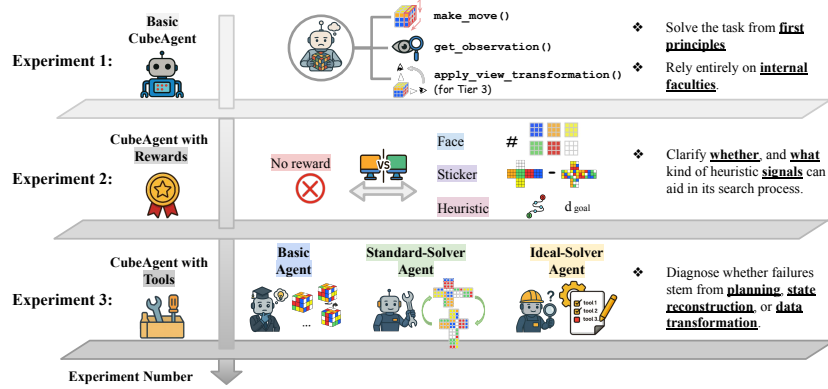 Basic
CubeAgent
Experiment 1:
make_move()
get_observation()
apply_view_transformation()
(for Tier 3)
❖ Solve the task from first
principles
❖ Rely entirely on internal
faculties.
CubeAgent with
Rewards
Experiment 2:
No reward
VS
Face
#
Sticker
-
Heuristic
d goal
❖ Clarify whether, and what
kind of heuristic signals can
aid in its search process.
CubeAgent with
Tools
Experiment 3:
Basic
Agent
...
Standard-Solver
Agent
Ideal-Solver
Agent
?
tool 1
tool 2
tool 3
❖ Diagnose whether failures
stem from planning, state
reconstruction, or data
transformation.
Experiment Number